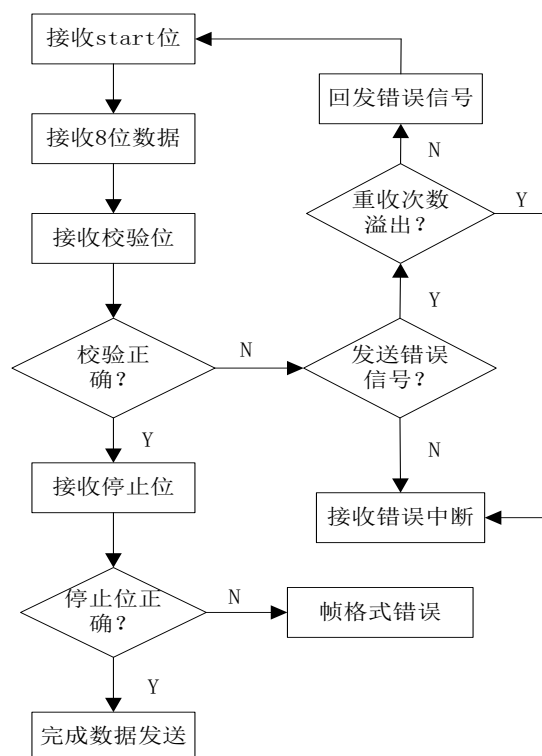 接收start位
回发错误信号
接收8位数据
N
重收次数
溢出？
Y
接收校验位
Y
校验正
确？
N
发送错误
信号？
Y
N
接收停止位
接收错误中断
停止位正
确？
N
帧格式错误
Y
完成数据发送